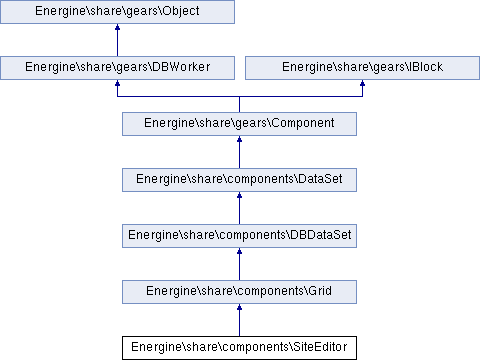 Energine\share\gears\Object
Energine\share\gears\DBWorker
Energine\share\gears\IBlock
Energine\share\gears\Component
Energine\share\components\DataSet
Energine\share\components\DBDataSet
Energine\share\components\Grid
Energine\share\components\SiteEditor